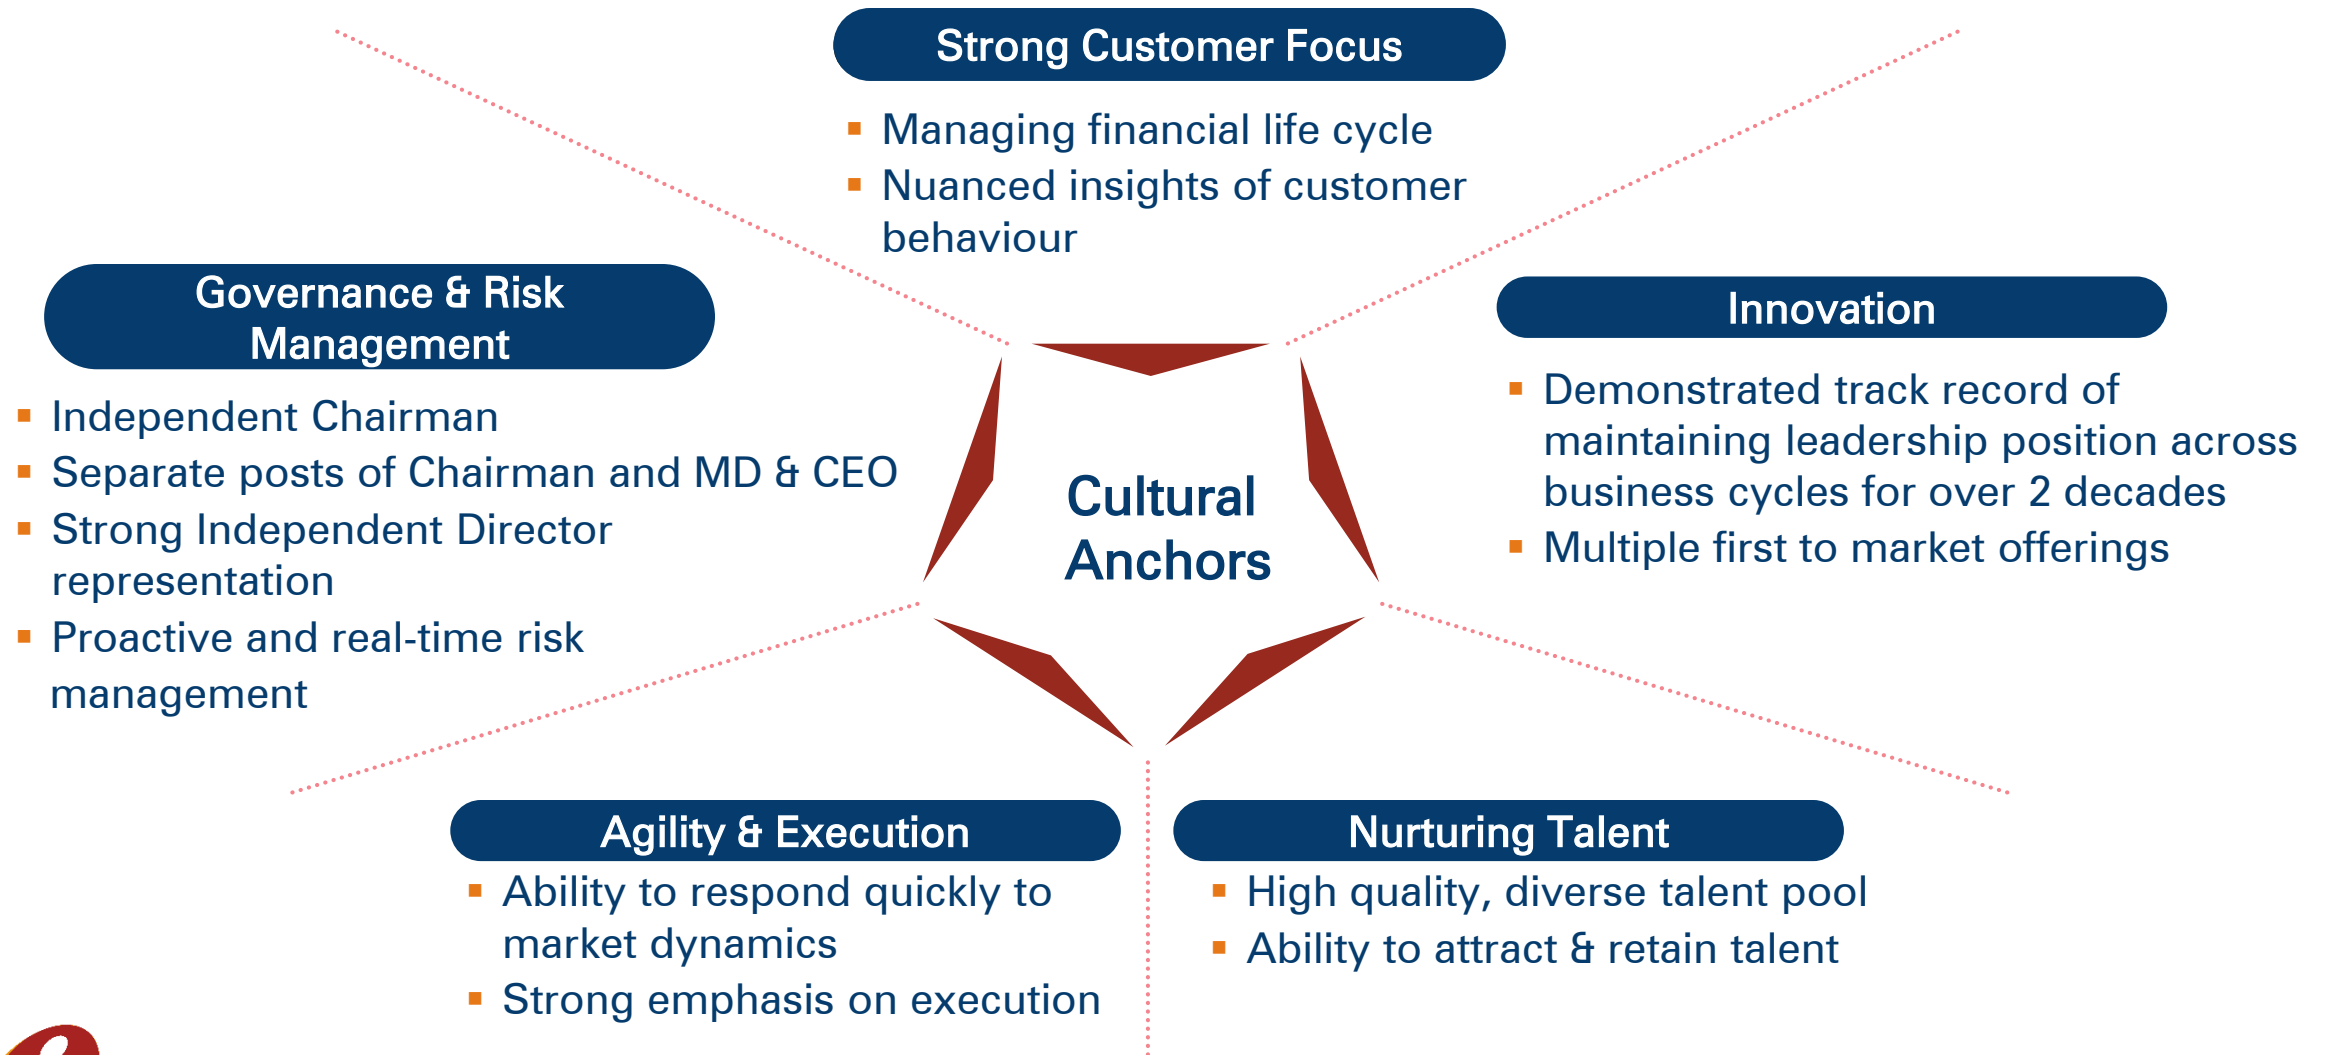 Strong Customer Focus
▪ Managing financial life cycle
▪ Nuanced insights of customer
behaviour
Governance & Risk
Management
▪ Independent Chairman
▪ Separate posts of Chairman and MD & CEO
▪ Strong Independent Director
representation
▪ Proactive and real-time risk
management
Innovation
▪ Demonstrated track record of
maintaining leadership position across
business cycles for over 2 decades
▪ Multiple first to market offerings
Cultural
Anchors
Agility & Execution
▪ Ability to respond quickly to
market dynamics
▪ Strong emphasis on execution
Nurturing Talent
▪ High quality, diverse talent pool
▪ Ability to attract & retain talent